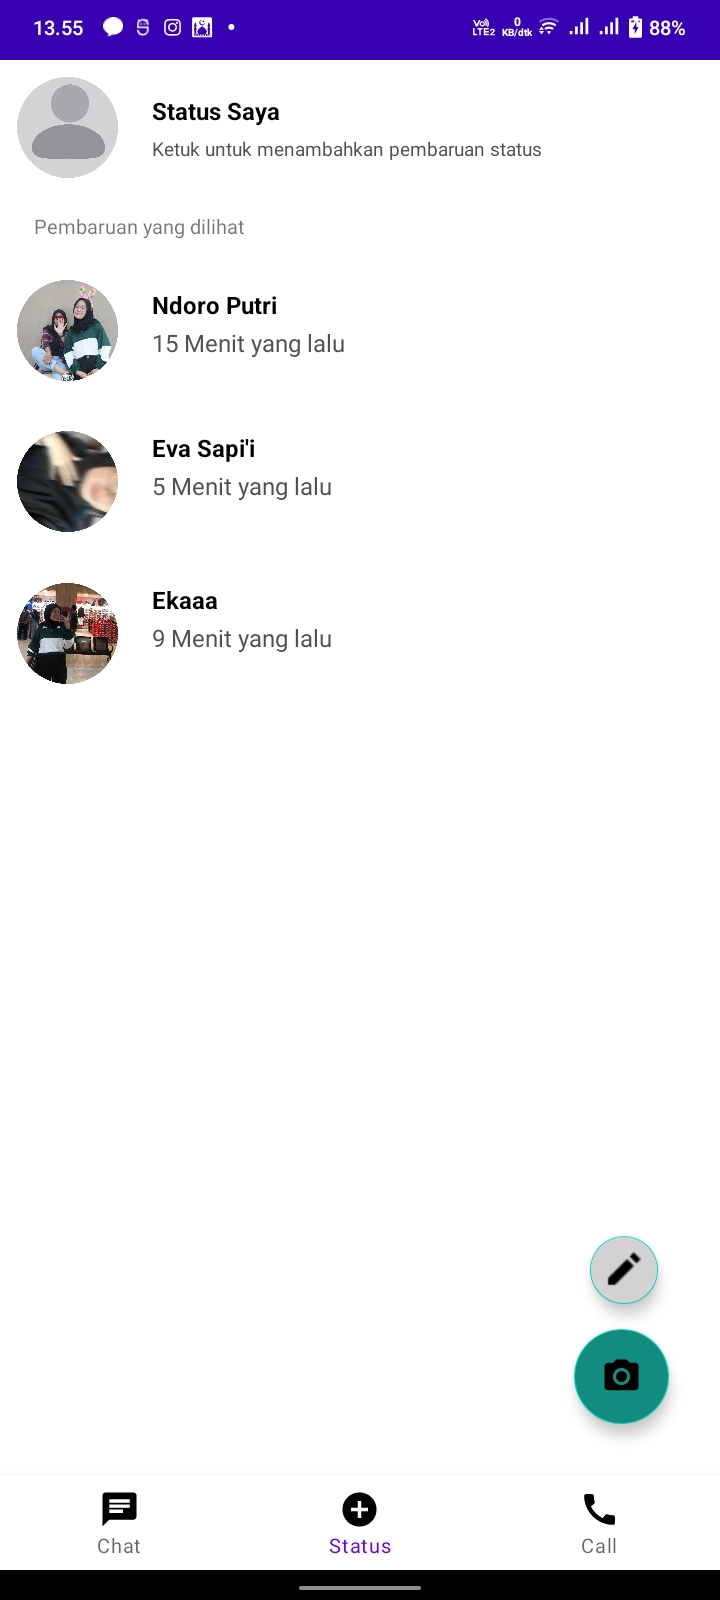 13.55
Vo)) LTE2
0 KB/dtk
88%
Status Saya
Ketuk untuk menambahkan pembaruan status
Pembaruan yang dilihat
Ndoro Putri
15 Menit yang lalu
Eva Sapi'i
5 Menit yang lalu
Ekaaa
9 Menit yang lalu
Chat
Status
Call